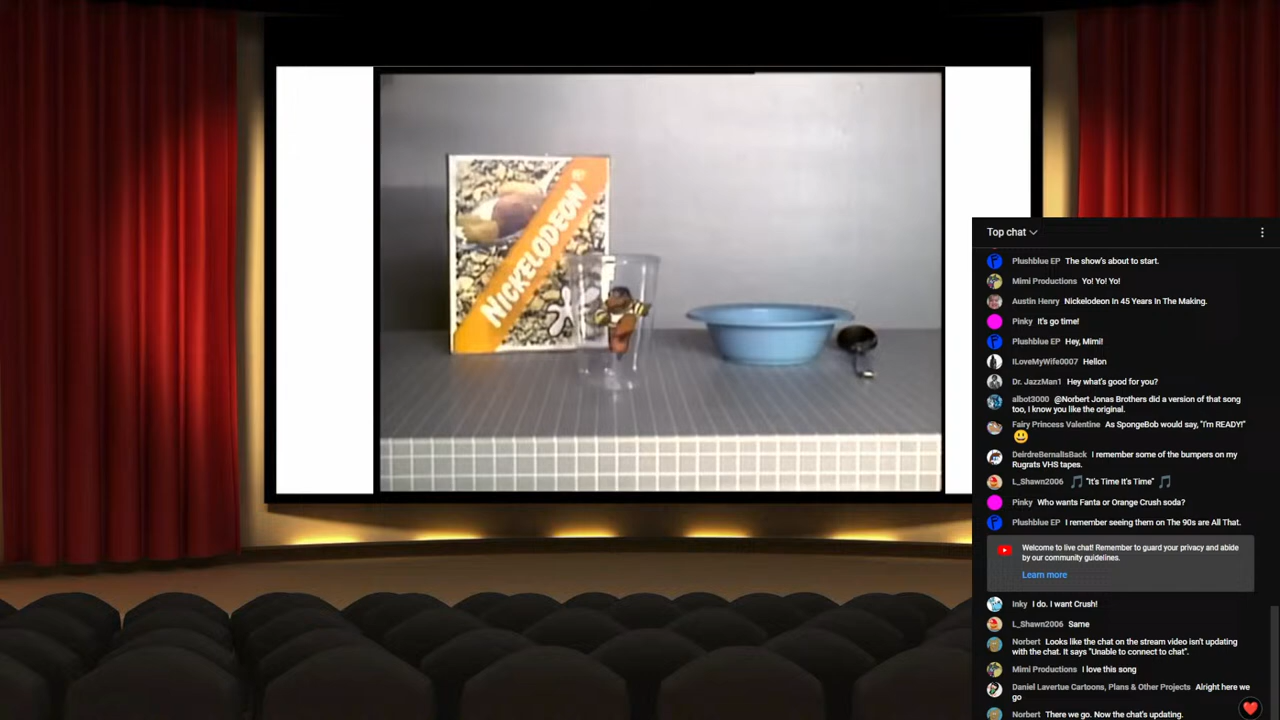 NICKELODEON
Top chat
Plushblue EP The show's about to start.
Mimi Productions Yo! Yo! Yo!
Austin Henry Nickelodeon In 45 Years In The Making.
Pinky It's go time!
Plushblue EP Hey, Mimi!
ILoveMyWife0007 Hellon
Dr. JazzMan1 Hey what's good for you?
albot3000 @Norbert Jonas Brothers did a version of that song
too, I know you like the original.
Fairy Princess Valentine As SpongeBob would say, "I'm READY!"
DeirdreBernalIsBack I remember some of the bumpers on my
Rugrats VHS tapes.
L_Shawn2006 🎵 "It's Time It's Time" 🎵
Pinky Who wants Fanta or Orange Crush soda?
Plushblue EP I remember seeing them on The 90s are All That.
Welcome to live chat! Remember to guard your privacy and abide
by our community guidelines.
Learn more
Inky I do. I want Crush!
L_Shawn2006 Same
Norbert Looks like the chat on the stream video isn't updating
with the chat. It says "Unable to connect to chat".
Mimi Productions I love this song
Daniel Lavertue Cartoons, Plans & Other Projects Alright here we
go
Norbert There we go. Now the chat's updating.